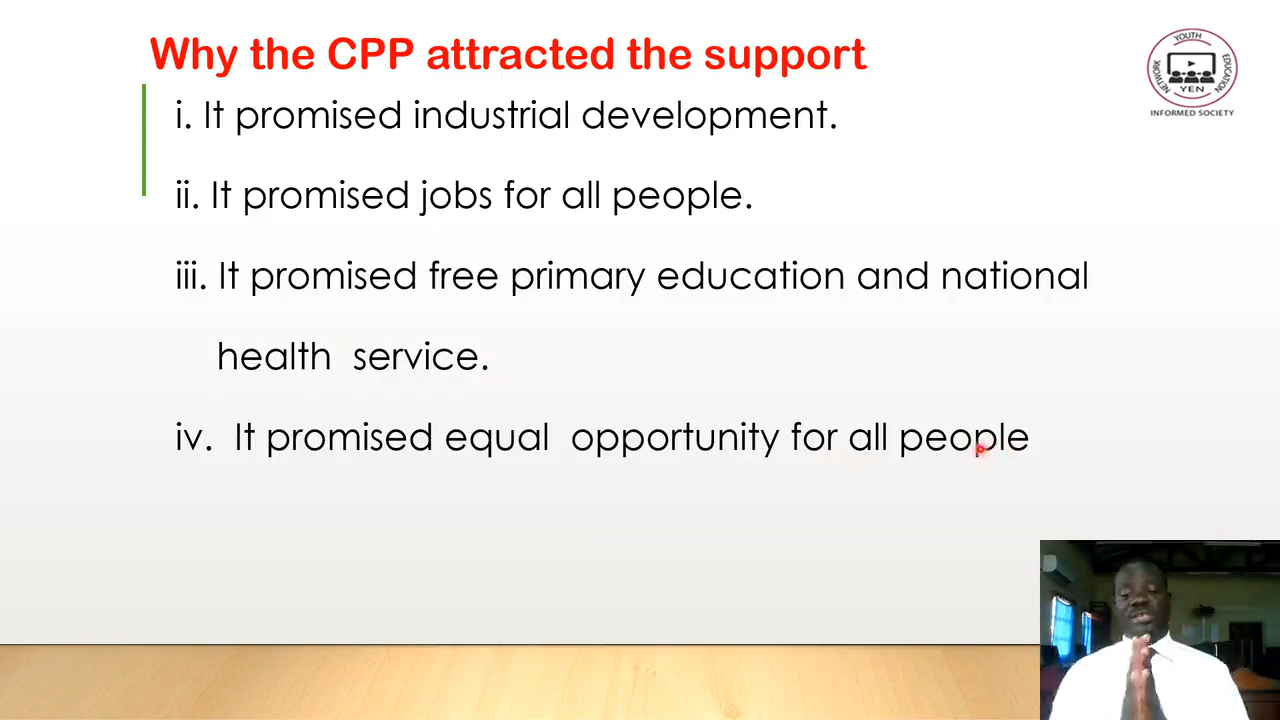 Why the CPP attracted the support
i. It promised industrial development.
ii. It promised jobs for all people.
iii. It promised free primary education and national
health service.
iv. It promised equal opportunity for all people
YOUTH
EDUCATION
NETWORK
YEN
INFORMED SOCIETY